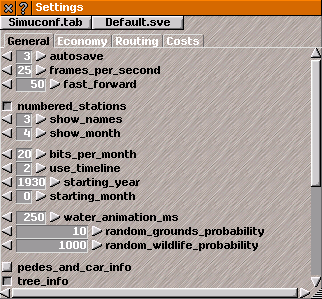 Settings
Simuconf.tab Default.sve
General Economy Routing Costs
3 autosave
25 frames_per_second
50 fast_forward
numbered_stations
3 show_names
4 show_month
20 bits_per_month
2 use_timeline
1930 starting_year
0 starting_month
250 water_animation_ms
10 random_grounds_probability
1000 random_wildlife_probability
pedes_and_car_info
tree_info